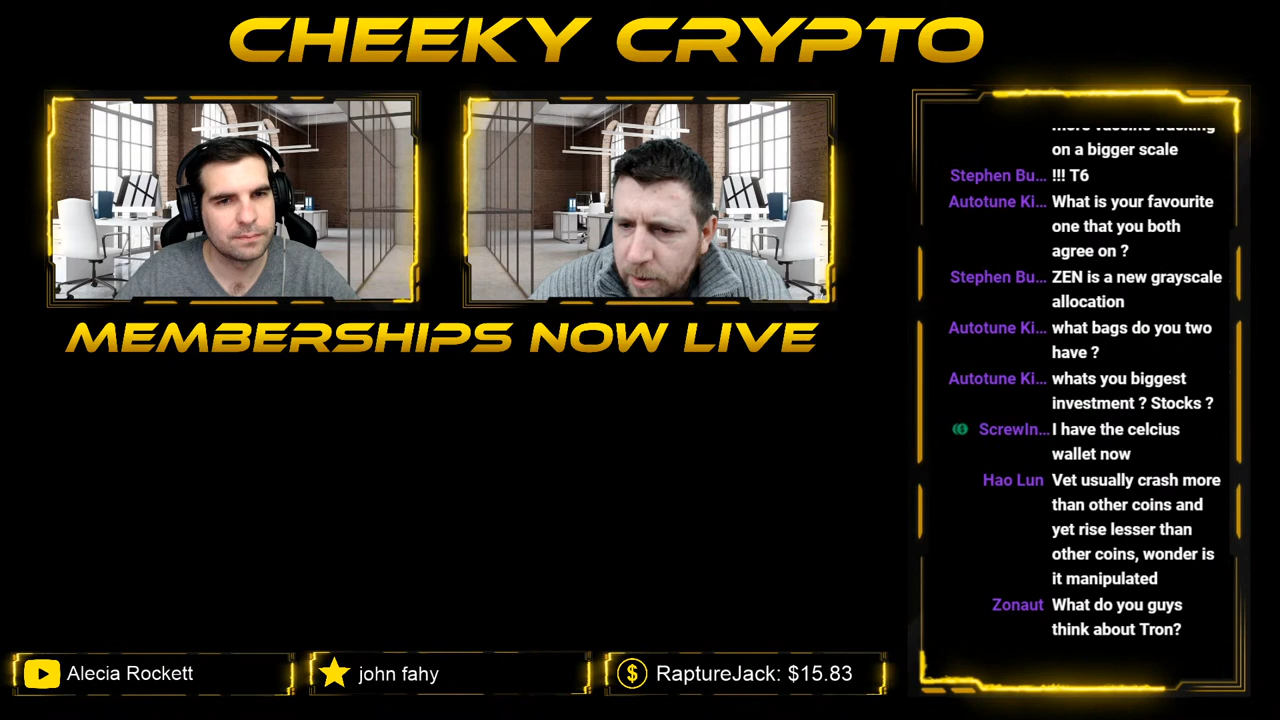 CHEEKY CRYPTO
MEMBERSHIPS NOW LIVE
on a bigger scale
Stephen Bu... !!! T6
Autotune Ki... What is your favourite
one that you both
agree on ?
Stephen Bu... ZEN is a new grayscale
allocation
Autotune Ki... what bags do you two
have ?
Autotune Ki... whats you biggest
investment ? Stocks ?
ScrewIn... I have the celcius
wallet now
Hao Lun Vet usually crash more
than other coins and
yet rise lesser than
other coins, wonder is
it manipulated
Zonaut What do you guys
think about Tron?
Alecia Rockett
john fahy
RaptureJack: $15.83